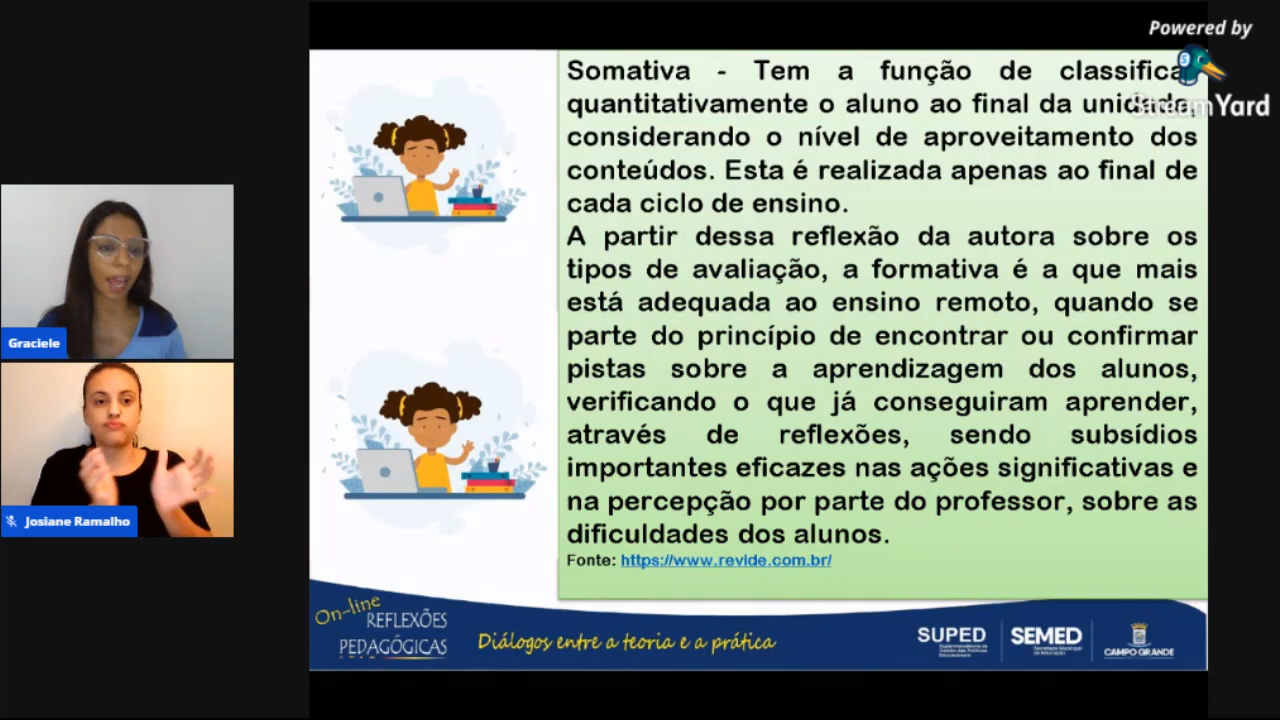 Powered by
StreamYard
Somativa - Tem a função de classificar
quantitativamente o aluno ao final da unidade,
considerando o nível de aproveitamento dos
conteúdos. Esta é realizada apenas ao final de
cada ciclo de ensino.
A partir dessa reflexão da autora sobre os
tipos de avaliação, a formativa é a que mais
está adequada ao ensino remoto, quando se
parte do princípio de encontrar ou confirmar
pistas sobre a aprendizagem dos alunos,
verificando o que já conseguiram aprender,
através de reflexões, sendo subsídios
importantes eficazes nas ações significativas e
na percepção por parte do professor, sobre as
dificuldades dos alunos.
Fonte: https://www.revide.com.br/
Graciele
Josiane Ramalho
On-line
REFLEXÕES
PEDAGÓGICAS
Diálogos entre a teoria e a prática
SUPED
SEMED
CAMPO GRANDE